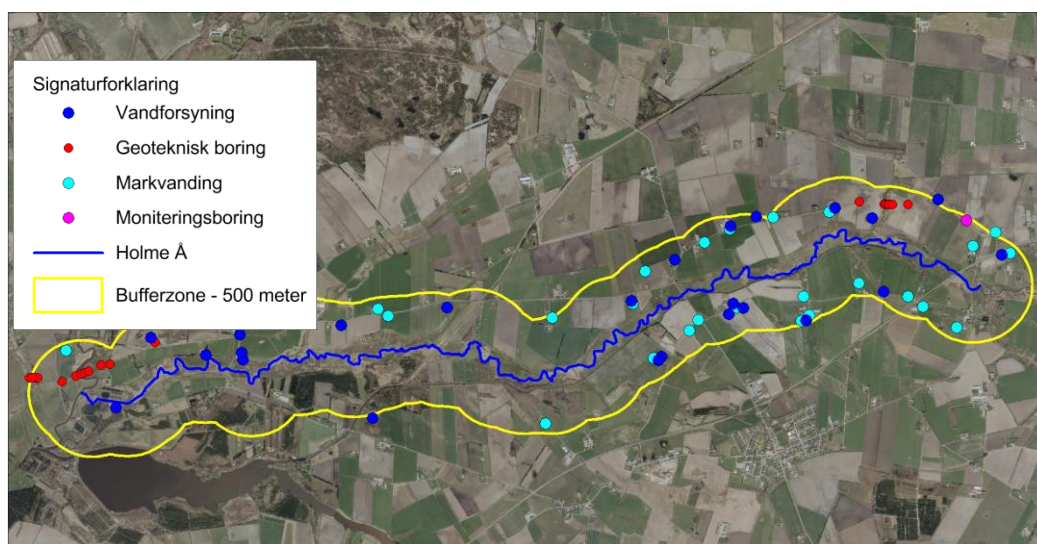 Signaturforklaring
Vandforsyning
Geoteknisk boring
Markvanding
Moniteringsboring
Holme Å
Bufferzone - 500 meter